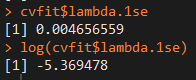 > cvfit$lambda.1se
[1] 0.004656559
> log(cvfit$lambda.1se)
[1] -5.369478